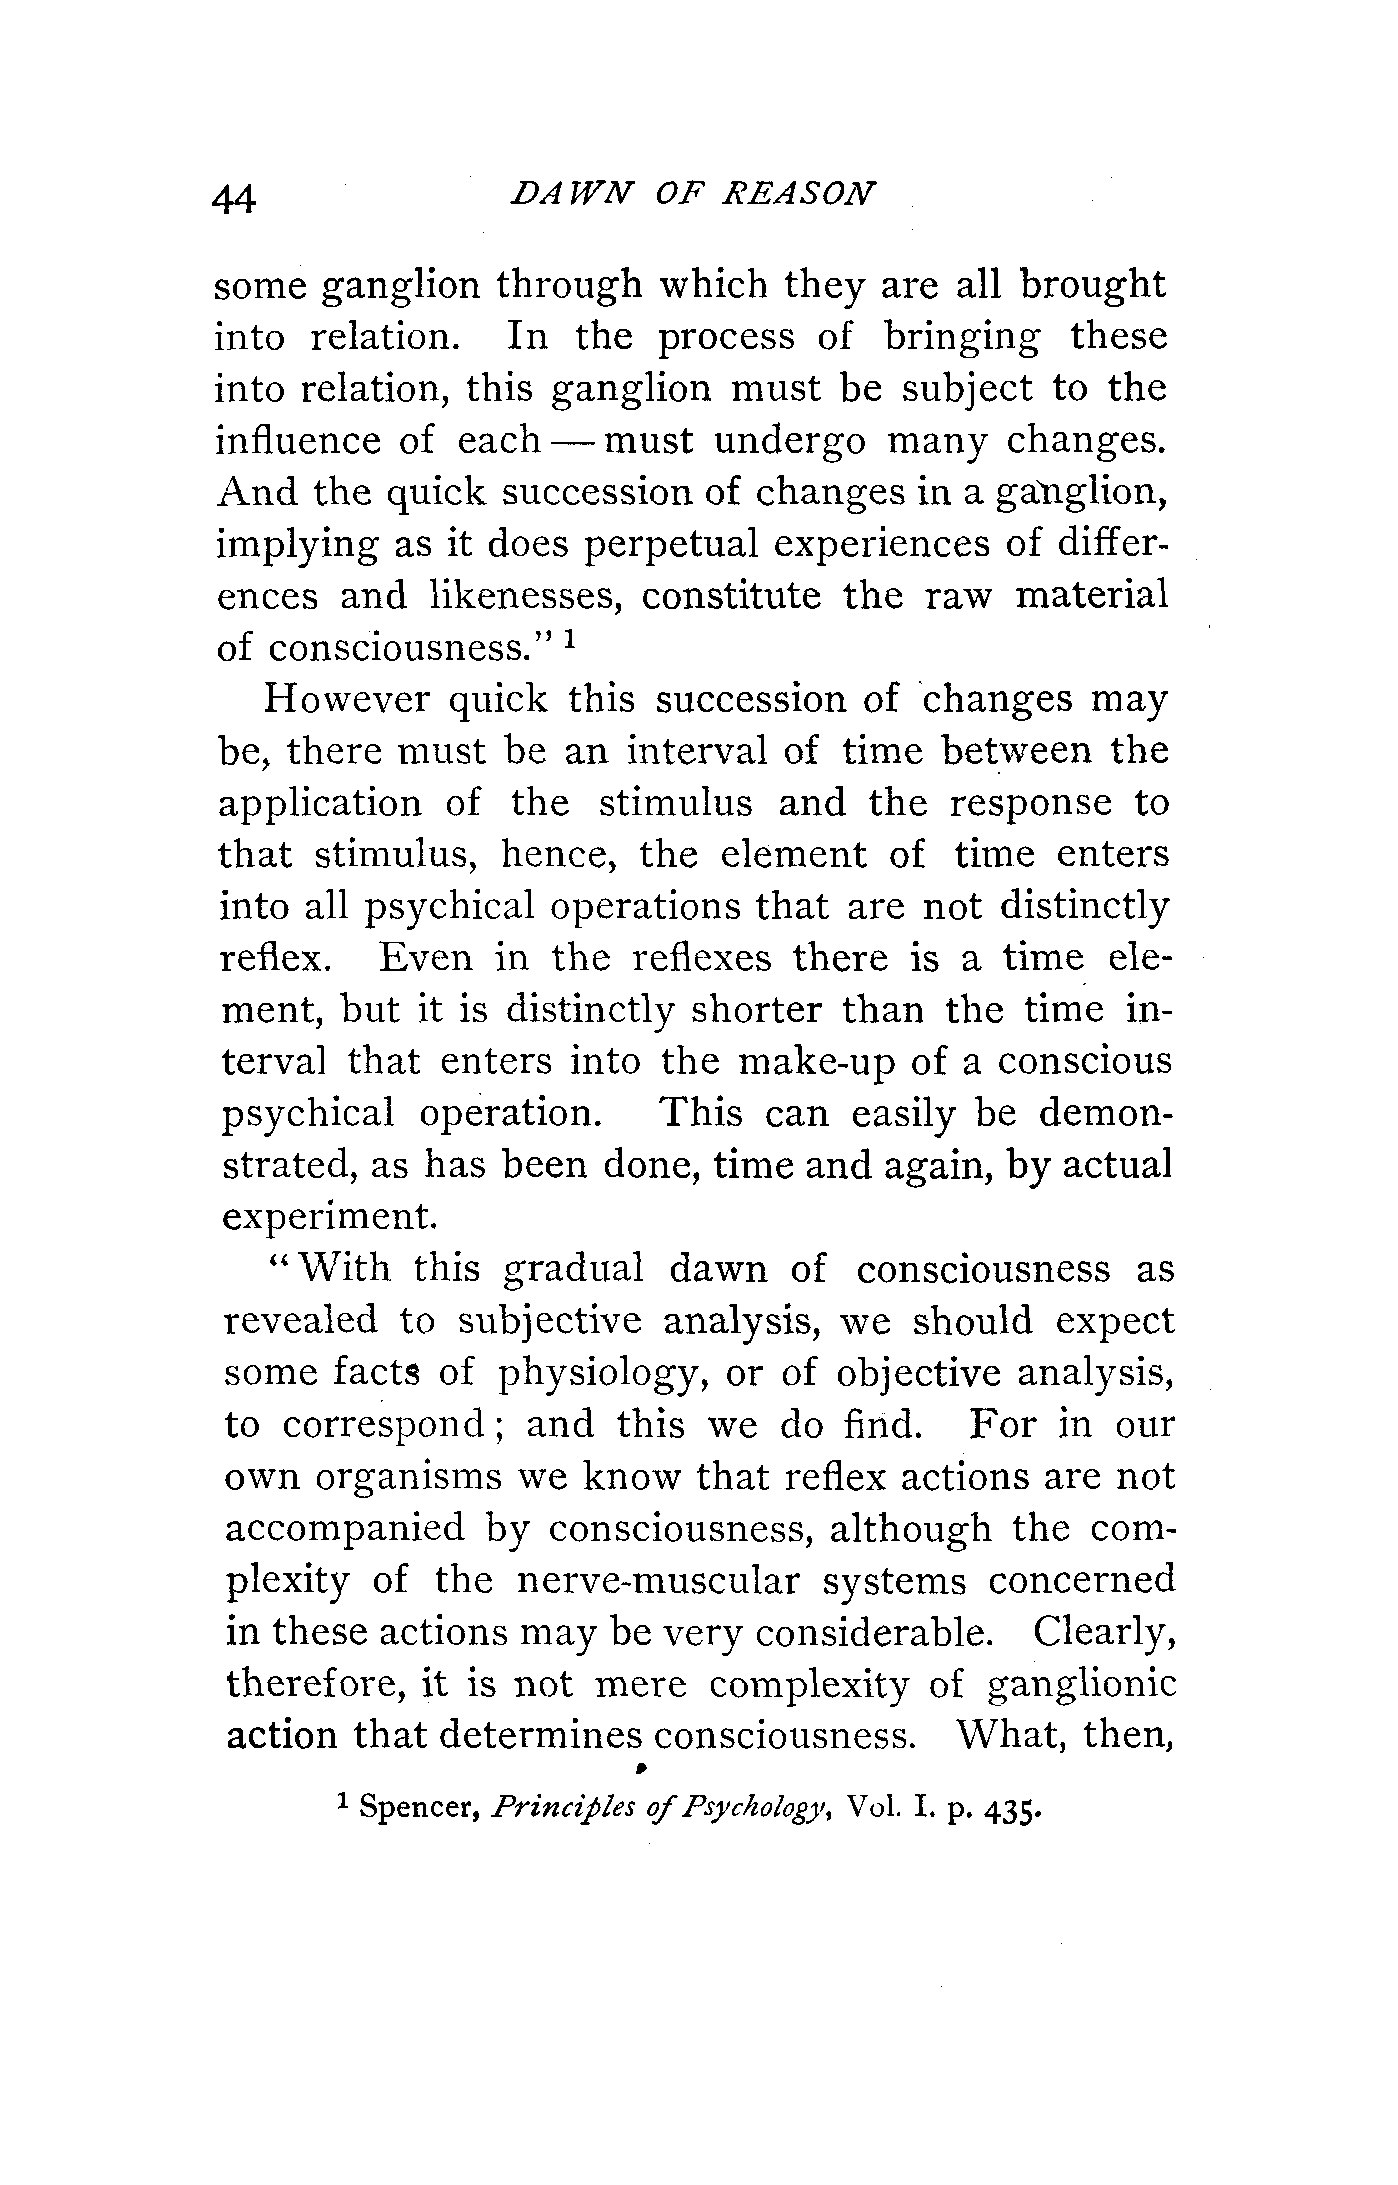 44 DAWN OF REASON
some ganglion through which they are all brought
into relation. In the process of bringing these
into relation, this ganglion must be subject to the
influence of each — must undergo many changes.
And the quick succession of changes in a ganglion,
implying as it does perpetual experiences of differ-
ences and likenesses, constitute the raw material
of consciousness." 1
However quick this succession of changes may
be, there must be an interval of time between the
application of the stimulus and the response to
that stimulus, hence, the element of time enters
into all psychical operations that are not distinctly
reflex. Even in the reflexes there is a time ele-
ment, but it is distinctly shorter than the time in-
terval that enters into the make-up of a conscious
psychical operation. This can easily be demon-
strated, as has been done, time and again, by actual
experiment.
"With this gradual dawn of consciousness as
revealed to subjective analysis, we should expect
some facts of physiology, or of objective analysis,
to correspond; and this we do find. For in our
own organisms we know that reflex actions are not
accompanied by consciousness, although the com-
plexity of the nerve-muscular systems concerned
in these actions may be very considerable. Clearly,
therefore, it is not mere complexity of ganglionic
action that determines consciousness. What, then,
1 Spencer, Principles of Psychology, Vol. I. p. 435.